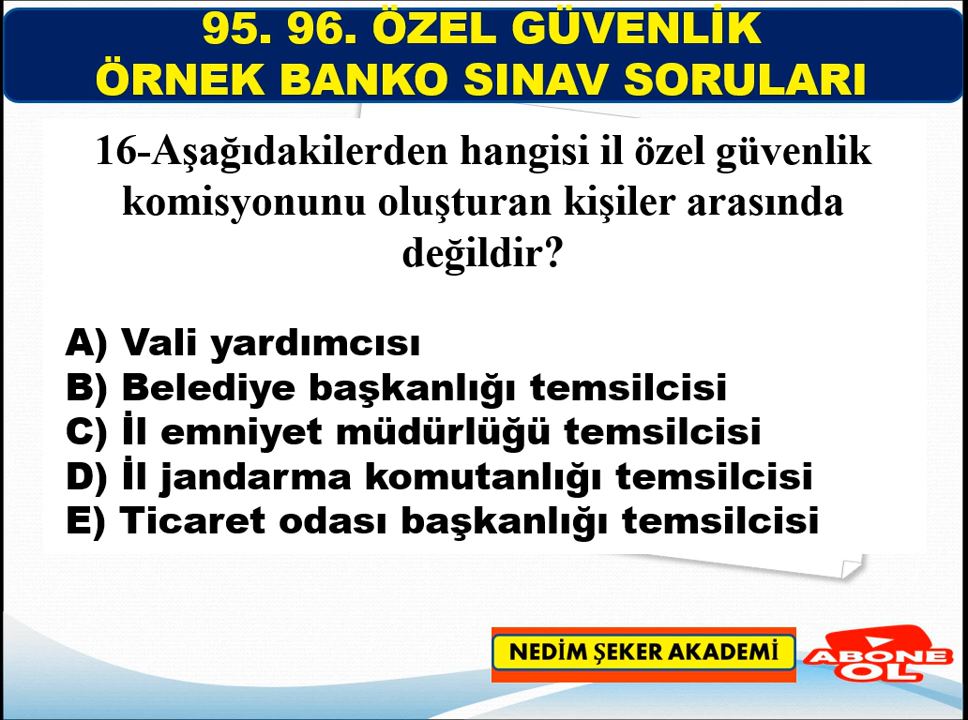 95. 96. ÖZEL GÜVENLİK
ÖRNEK BANKO SINAV SORULARI
16-Aşağıdakilerden hangisi il özel güvenlik
komisyonunu oluşturan kişiler arasında
değildir?
A) Vali yardımcısı
B) Belediye başkanlığı temsilcisi
C) İl emniyet müdürlüğü temsilcisi
D) İl jandarma komutanlığı temsilcisi
E) Ticaret odası başkanlığı temsilcisi
NEDİM ŞEKER AKADEMİ
ABONE
OL